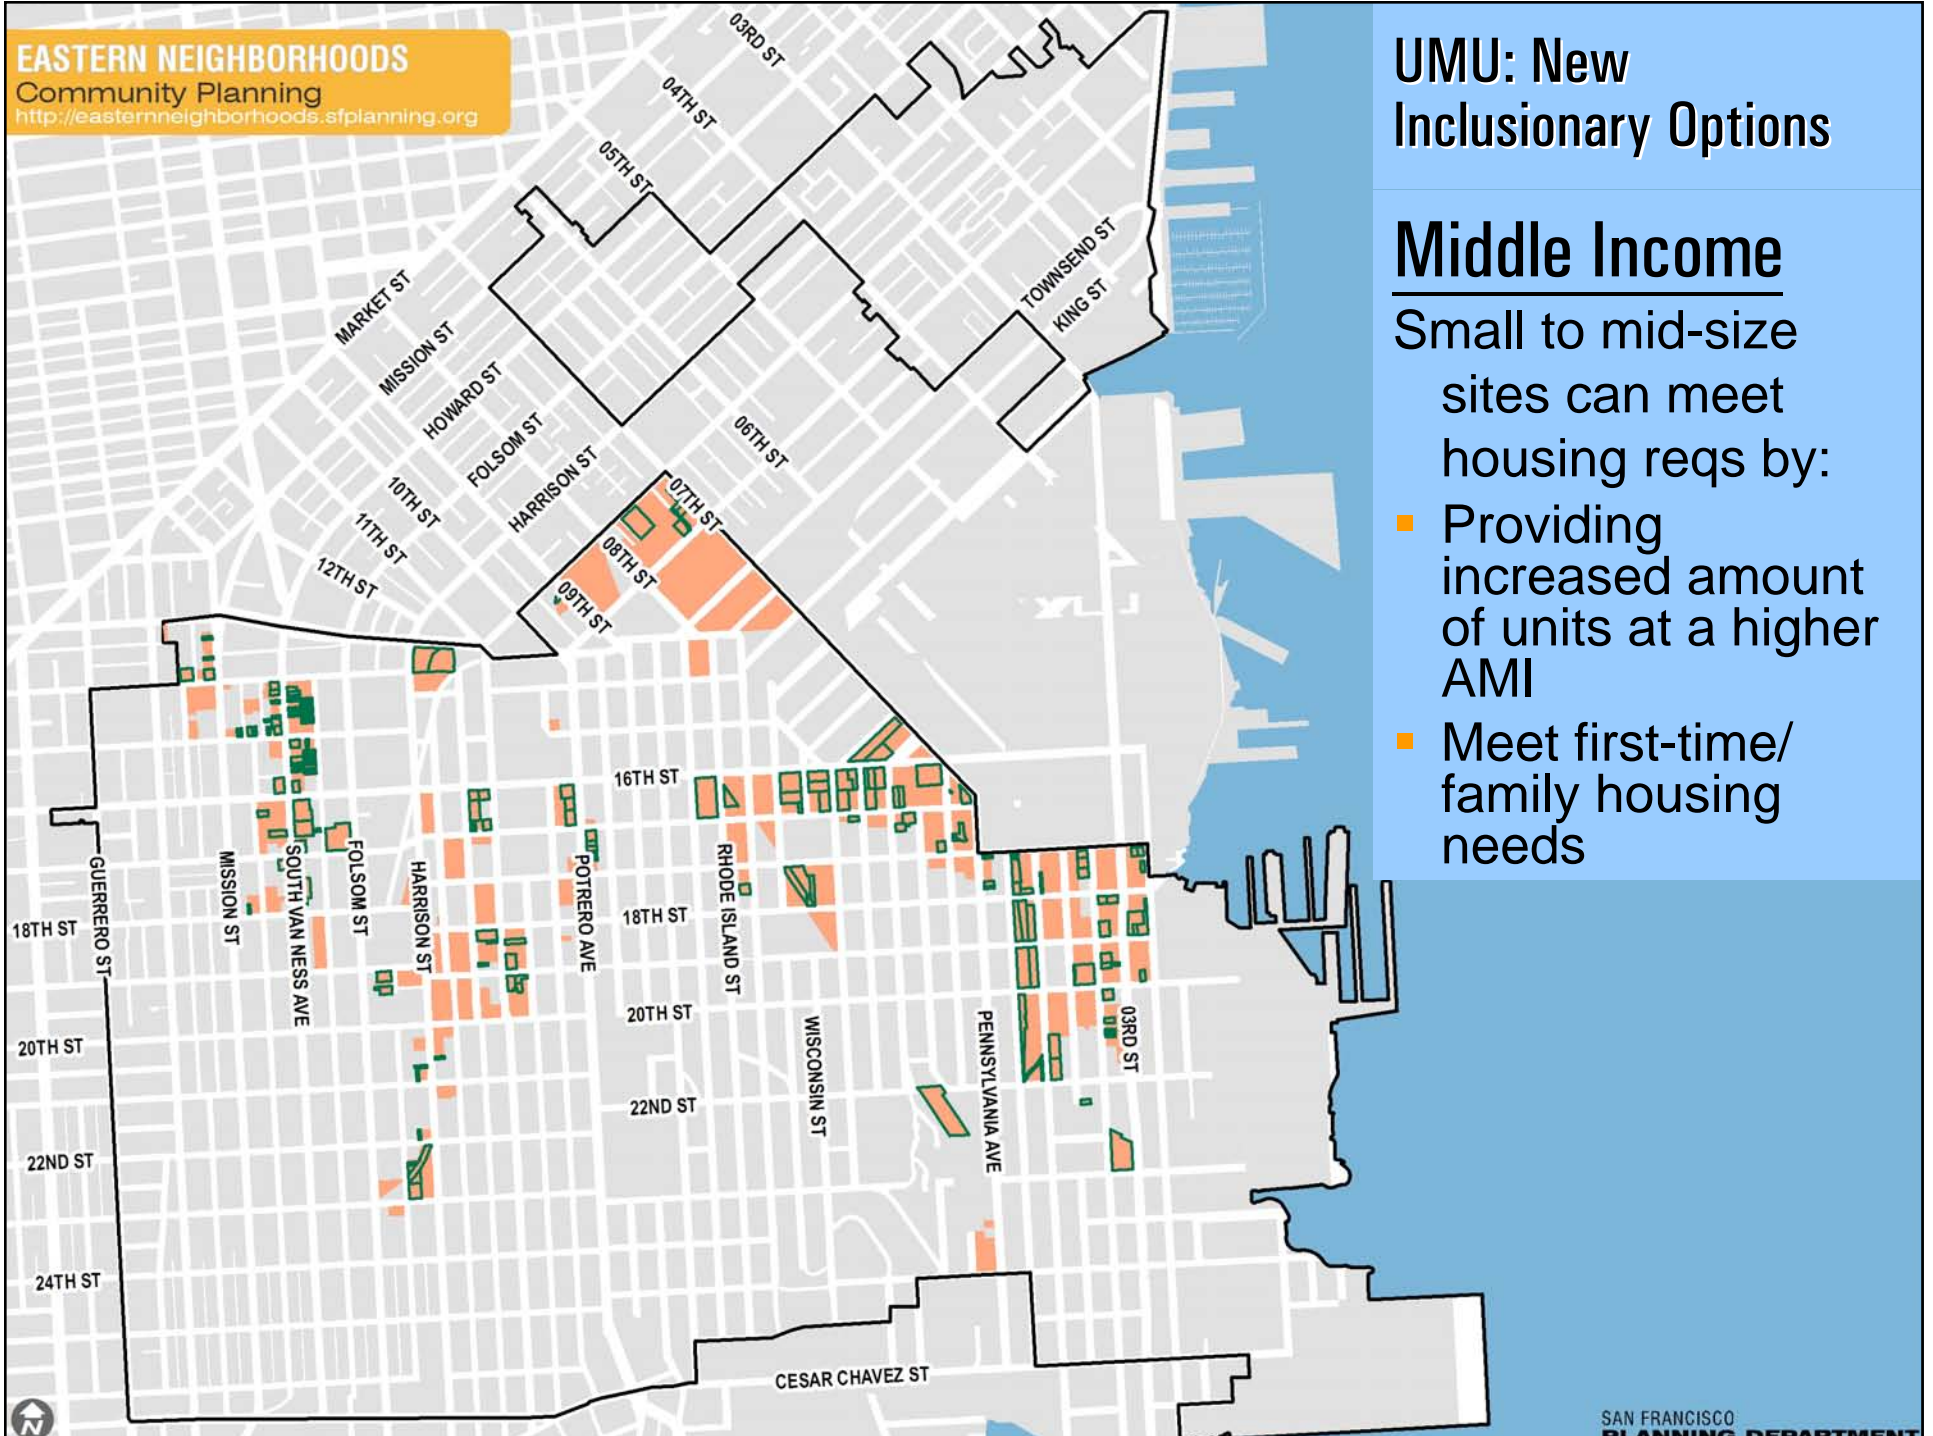 EASTERN NEIGHBORHOODS
Community Planning
http://easternneighborhoods.sfplanning.org
UMU: New
Inclusionary Options
Middle Income
Small to mid-size
sites can meet
housing reqs by:
Providing
increased amount
of units at a higher
AMI
Meet first-time/
family housing
needs
03RD ST
04TH ST
05TH ST
TOWNSEND ST
KING ST
MARKET ST
MISSION ST
HOWARD ST
FOLSOM ST
HARRISON ST
06TH ST
07TH ST
08TH ST
09TH ST
10TH ST
11TH ST
12TH ST
16TH ST
GUERRERO ST
MISSION ST
SOUTH VAN NESS AVE
FOLSOM ST
HARRISON ST
POTRERO AVE
RHODE ISLAND ST
WISCONSIN ST
PENNSYLVANIA AVE
03RD ST
18TH ST
18TH ST
20TH ST
20TH ST
22ND ST
22ND ST
24TH ST
CESAR CHAVEZ ST
N
SAN FRANCISCO
PLANNING DEPARTMENT